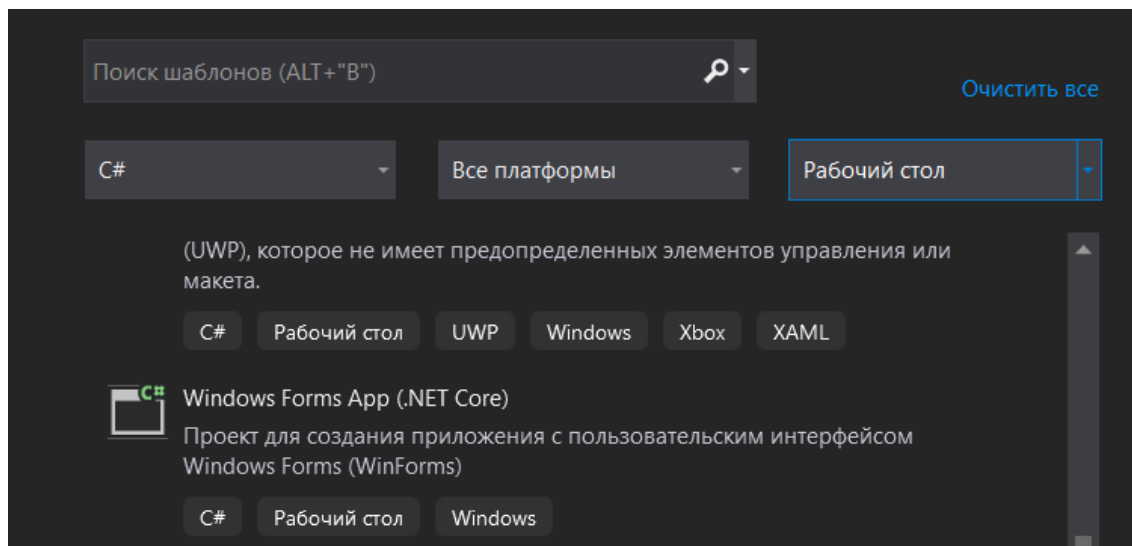 Поиск шаблонов (ALT+"В")
Очистить все
C# Все платформы Рабочий стол
(UWP), которое не имеет предопределенных элементов управления или
макета.
C# Рабочий стол UWP Windows Xbox XAML
C#
Windows Forms App (.NET Core)
Проект для создания приложения с пользовательским интерфейсом
Windows Forms (WinForms)
C# Рабочий стол Windows